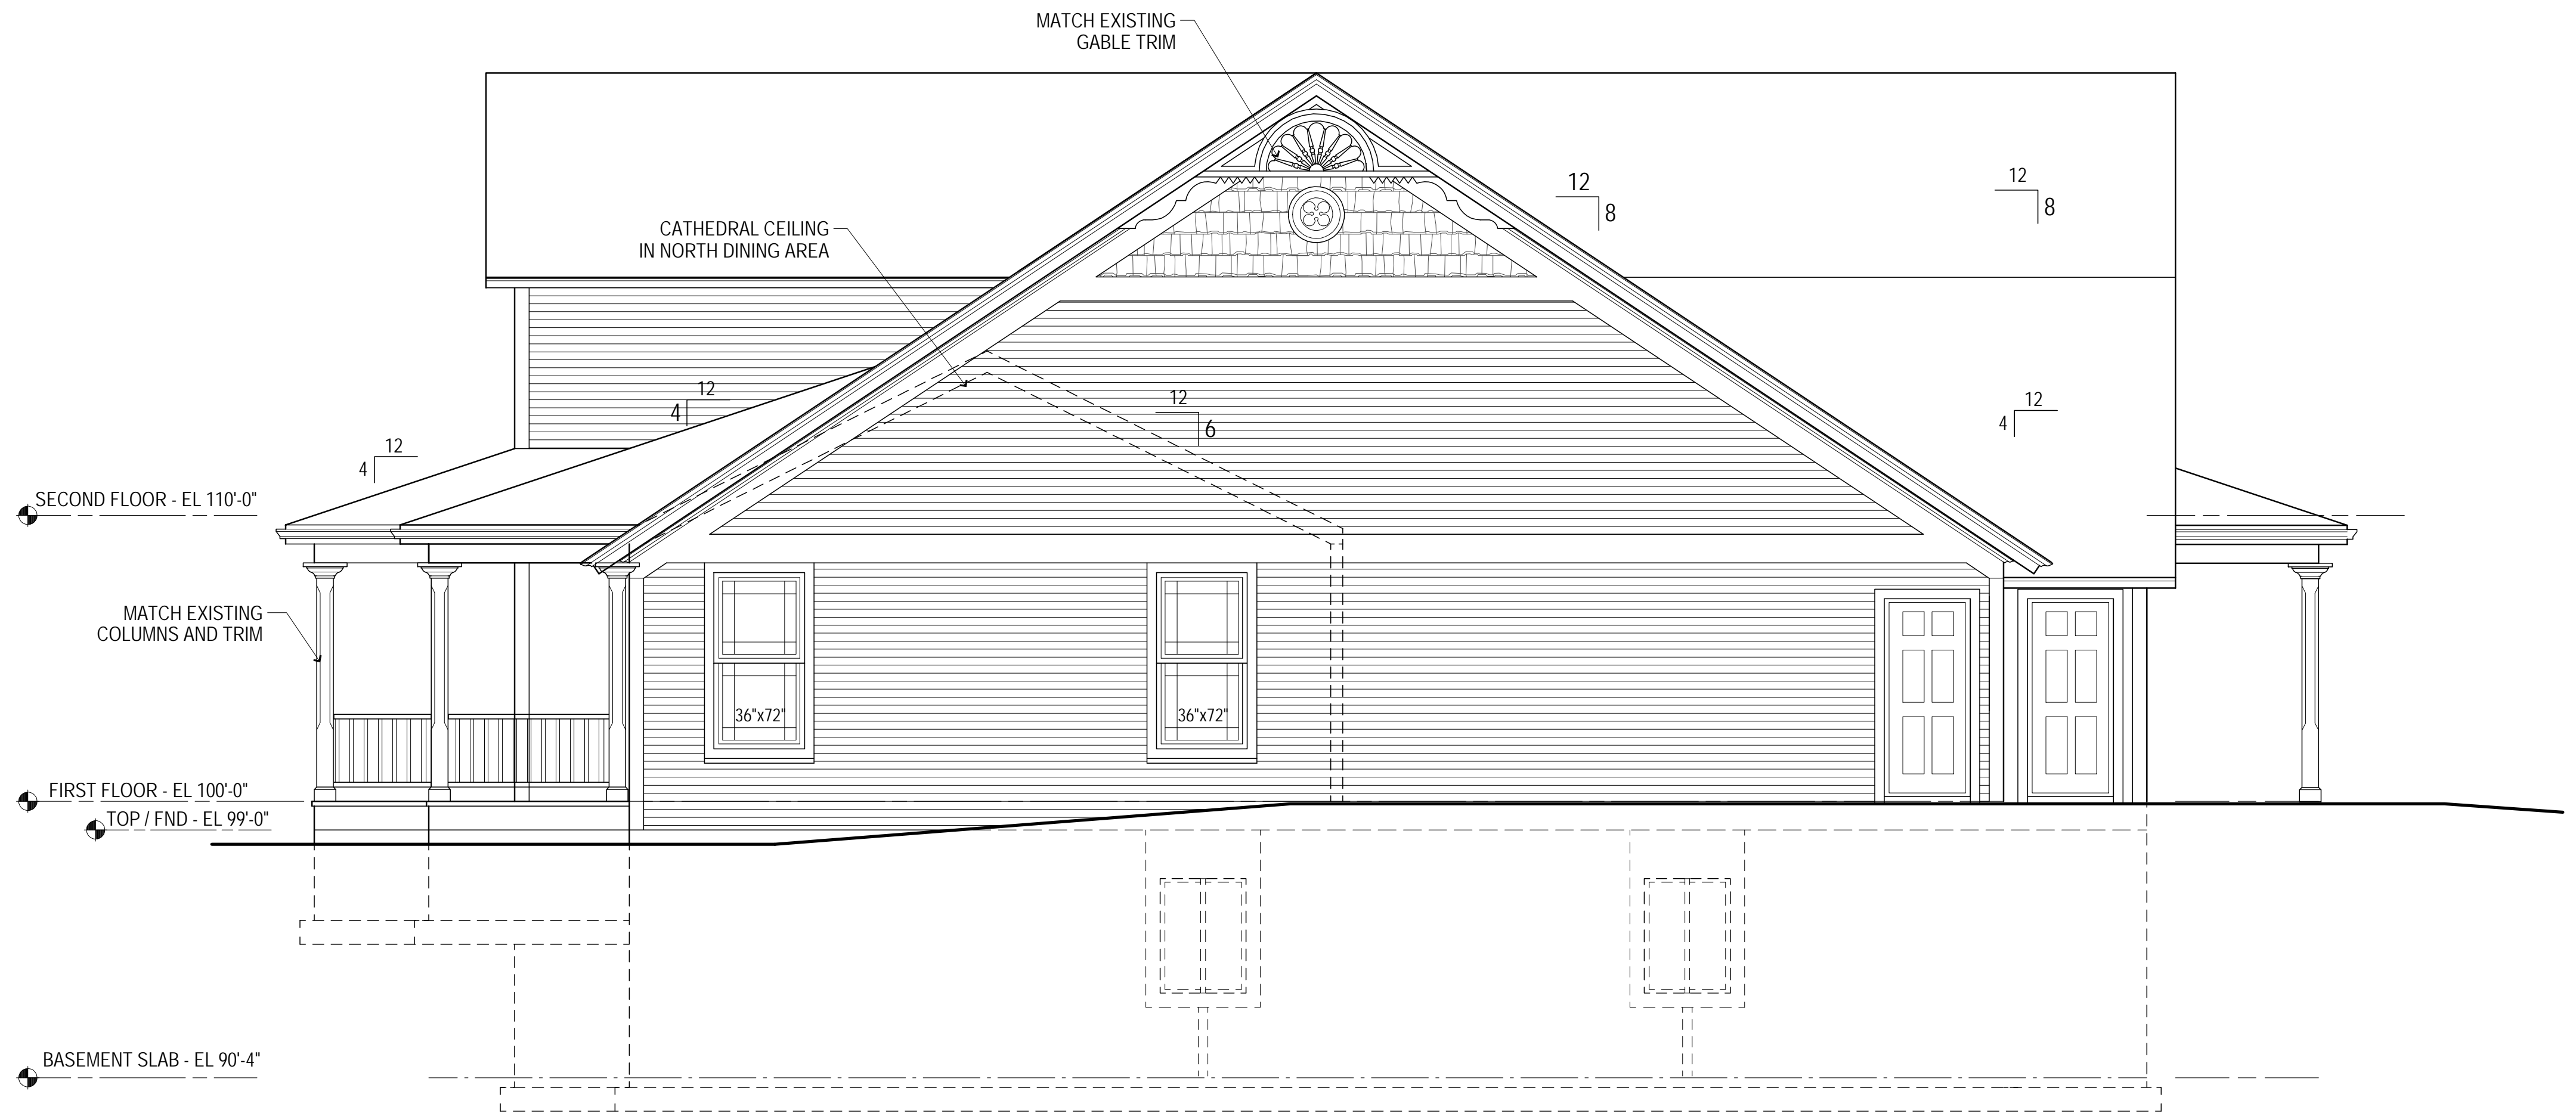 MATCH EXISTING
GABLE TRIM
12
8
12
8
CATHEDRAL CEILING
IN NORTH DINING AREA
12
4
12
6
12
4
12
4
SECOND FLOOR - EL 110'-0"
MATCH EXISTING
COLUMNS AND TRIM
36"x72"
36"x72"
FIRST FLOOR - EL 100'-0"
TOP / FND - EL 99'-0"
BASEMENT SLAB - EL 90'-4"